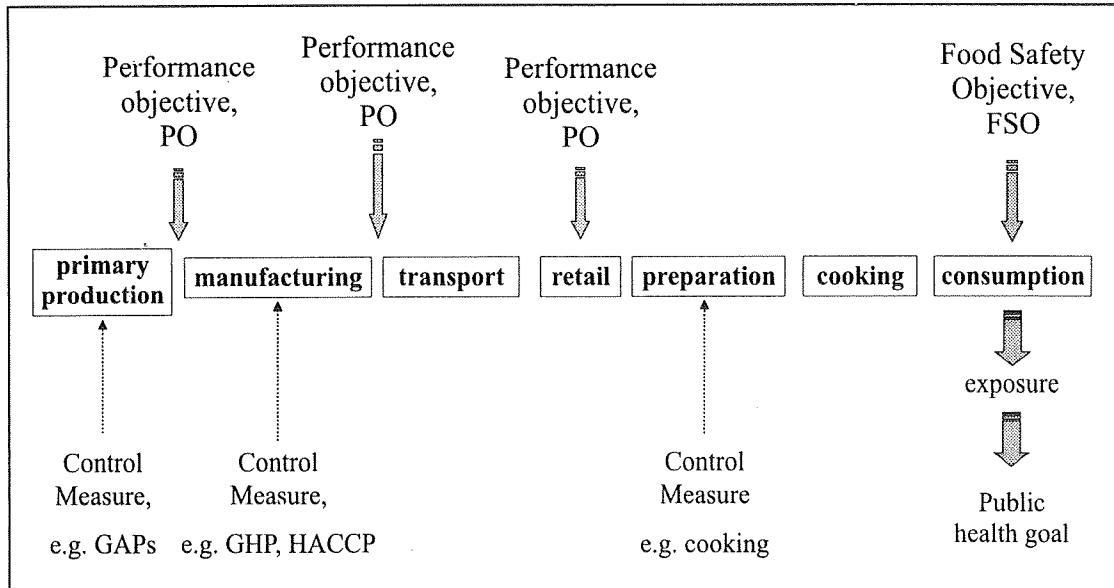 Performance
objective,
PO
Performance
objective,
PO
Performance
objective,
PO
Food Safety
Objective,
FSO
primary
production
manufacturing
transport
retail
preparation
cooking
consumption
exposure
Public
health goal
Control
Measure,
e.g. GAPs
Control
Measure,
e.g. GHP, HACCP
Control
Measure
e.g. cooking